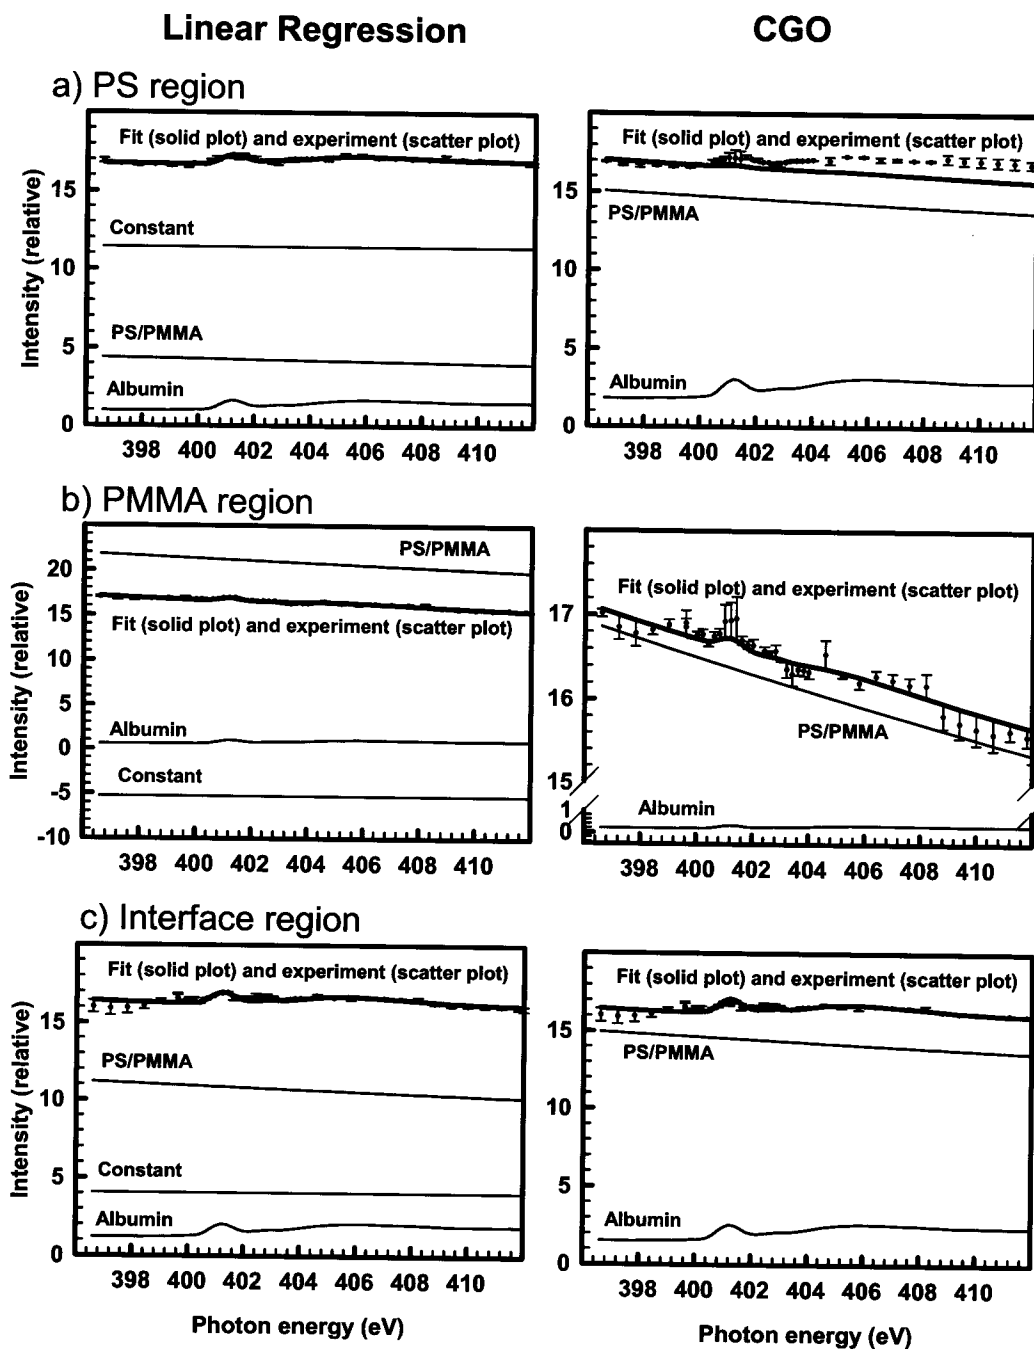 Linear Regression
CGO
a) PS region
Fit (solid plot) and experiment (scatter plot)
Constant
PS/PMMA
Albumin
Intensity (relative)
15
10
5
0
398 400 402 404 406 408 410
Fit (solid plot) and experiment (scatter plot)
PS/PMMA
Albumin
15
10
5
0
398 400 402 404 406 408 410
b) PMMA region
PS/PMMA
Fit (solid plot) and experiment (scatter plot)
Albumin
Constant
Intensity (relative)
20
15
10
5
0
-5
-10
398 400 402 404 406 408 410
Fit (solid plot) and experiment (scatter plot)
PS/PMMA
Albumin
17
16
15
1
0
398 400 402 404 406 408 410
c) Interface region
Fit (solid plot) and experiment (scatter plot)
PS/PMMA
Constant
Albumin
Intensity (relative)
15
10
5
0
398 400 402 404 406 408 410
Photon energy (eV)
Fit (solid plot) and experiment (scatter plot)
PS/PMMA
Albumin
15
10
5
0
398 400 402 404 406 408 410
Photon energy (eV)